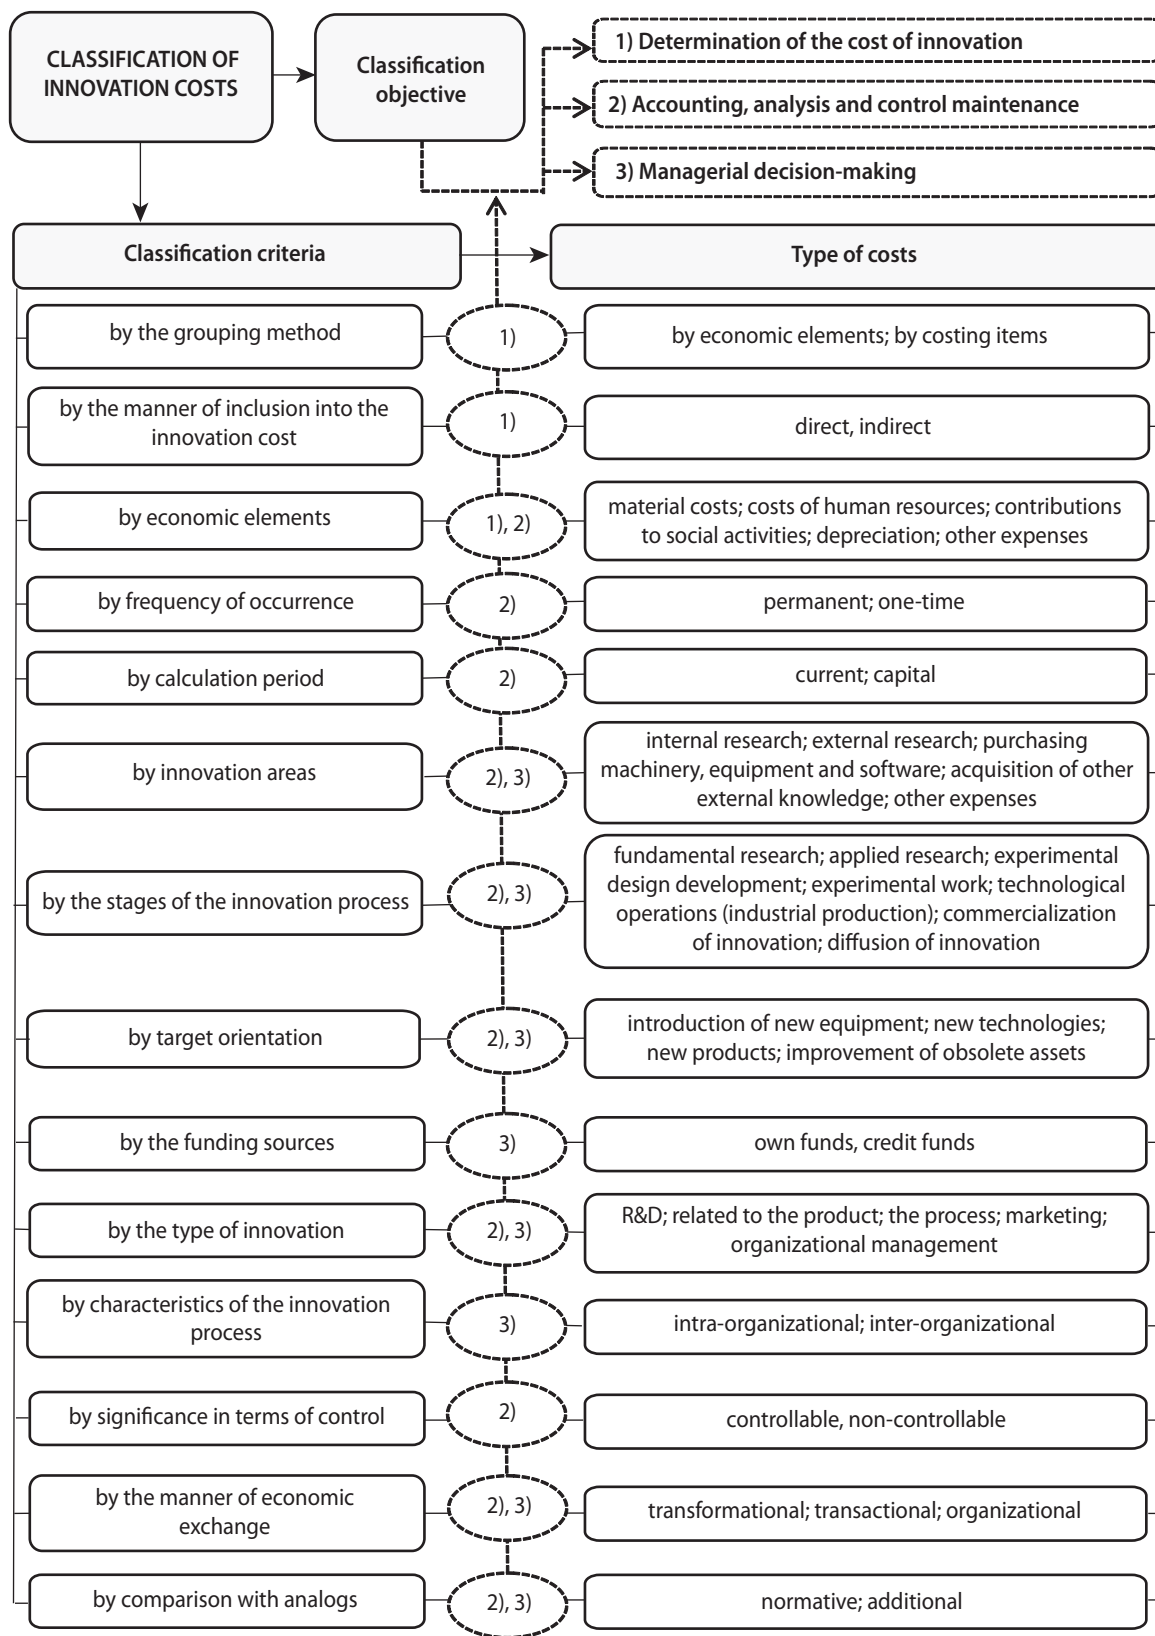 CLASSIFICATION OF
INNOVATION COSTS
Classification
objective
1) Determination of the cost of innovation
2) Accounting, analysis and control maintenance
3) Managerial decision-making
Classification criteria
Type of costs
by the grouping method
1)
by economic elements; by costing items
by the manner of inclusion into the
innovation cost
1)
direct, indirect
by economic elements
1), 2)
material costs; costs of human resources; contributions
to social activities; depreciation; other expenses
by frequency of occurrence
2)
permanent; one-time
by calculation period
2)
current; capital
by innovation areas
2), 3)
internal research; external research; purchasing
machinery, equipment and software; acquisition of other
external knowledge; other expenses
by the stages of the innovation process
2), 3)
fundamental research; applied research; experimental
design development; experimental work; technological
operations (industrial production); commercialization
of innovation; diffusion of innovation
by target orientation
2), 3)
introduction of new equipment; new technologies;
new products; improvement of obsolete assets
by the funding sources
3)
own funds, credit funds
by the type of innovation
2), 3)
R&D; related to the product; the process; marketing;
organizational management
by characteristics of the innovation
process
3)
intra-organizational; inter-organizational
by significance in terms of control
2)
controllable, non-controllable
by the manner of economic
exchange
2), 3)
transformational; transactional; organizational
by comparison with analogs
2), 3)
normative; additional